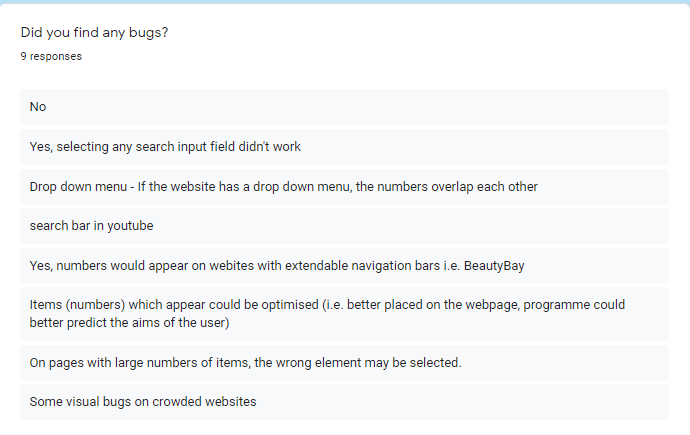 Did you find any bugs?
9 responses
No
Yes, selecting any search input field didn't work
Drop down menu - If the website has a drop down menu, the numbers overlap each other
search bar in youtube
Yes, numbers would appear on webites with extendable navigation bars i.e. BeautyBay
Items (numbers) which appear could be optimised (i.e. better placed on the webpage, programme could
better predict the aims of the user)
On pages with large numbers of items, the wrong element may be selected.
Some visual bugs on crowded websites